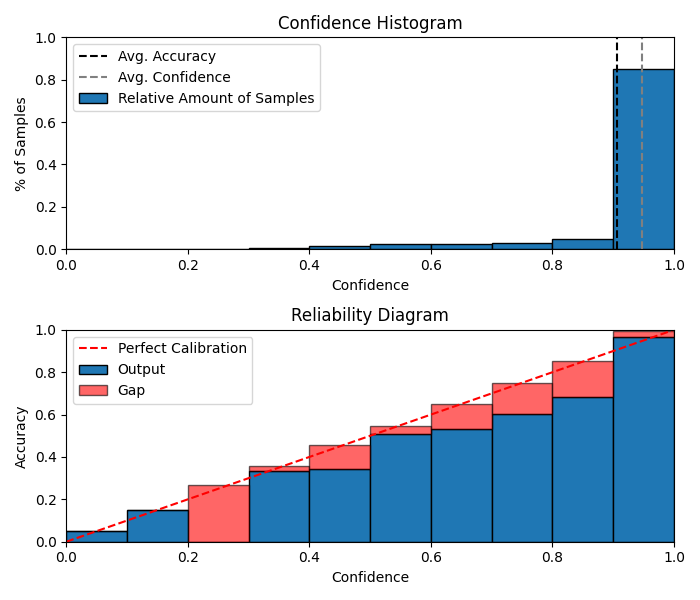 Confidence Histogram
1.0
0.8
0.6
0.4
0.2
0.0
% of Samples
Avg. Accuracy
Avg. Confidence
Relative Amount of Samples
0.0 0.2 0.4 0.6 0.8 1.0
Confidence
Reliability Diagram
1.0
0.8
0.6
0.4
0.2
0.0
Accuracy
Perfect Calibration
Output
Gap
0.0 0.2 0.4 0.6 0.8 1.0
Confidence